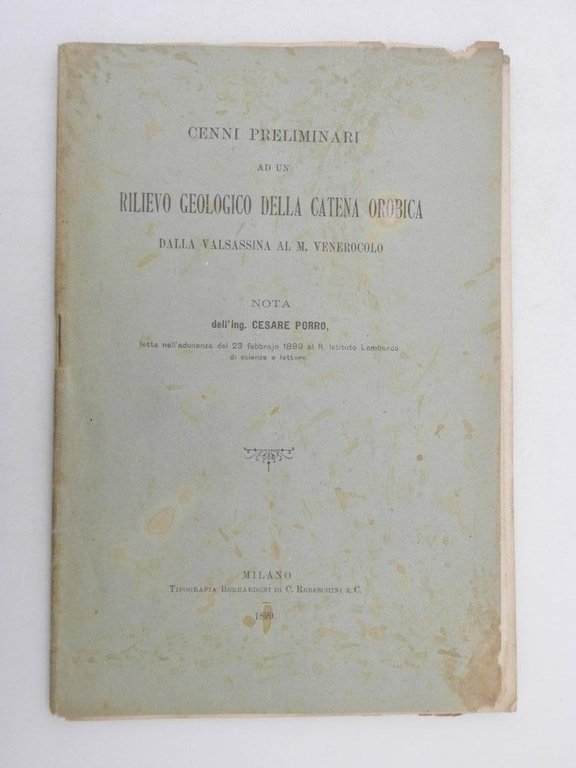 CENNI PRELIMINARI
AD UN
RILIEVO GEOLOGICO DELLA CATENA OROBICA
DALLA VALSASSINA AL M. VENEROCOLO
NOTA
dell'ing. CESARE PORRO,
letta nell'adunanza del 23 febbrajo 1899 al R. Istituto Lombardo
di scienze e lettere.
MILANO
TIPOGRAFIA BERNARDONI DI C. REBESCHINI E C.
1899.